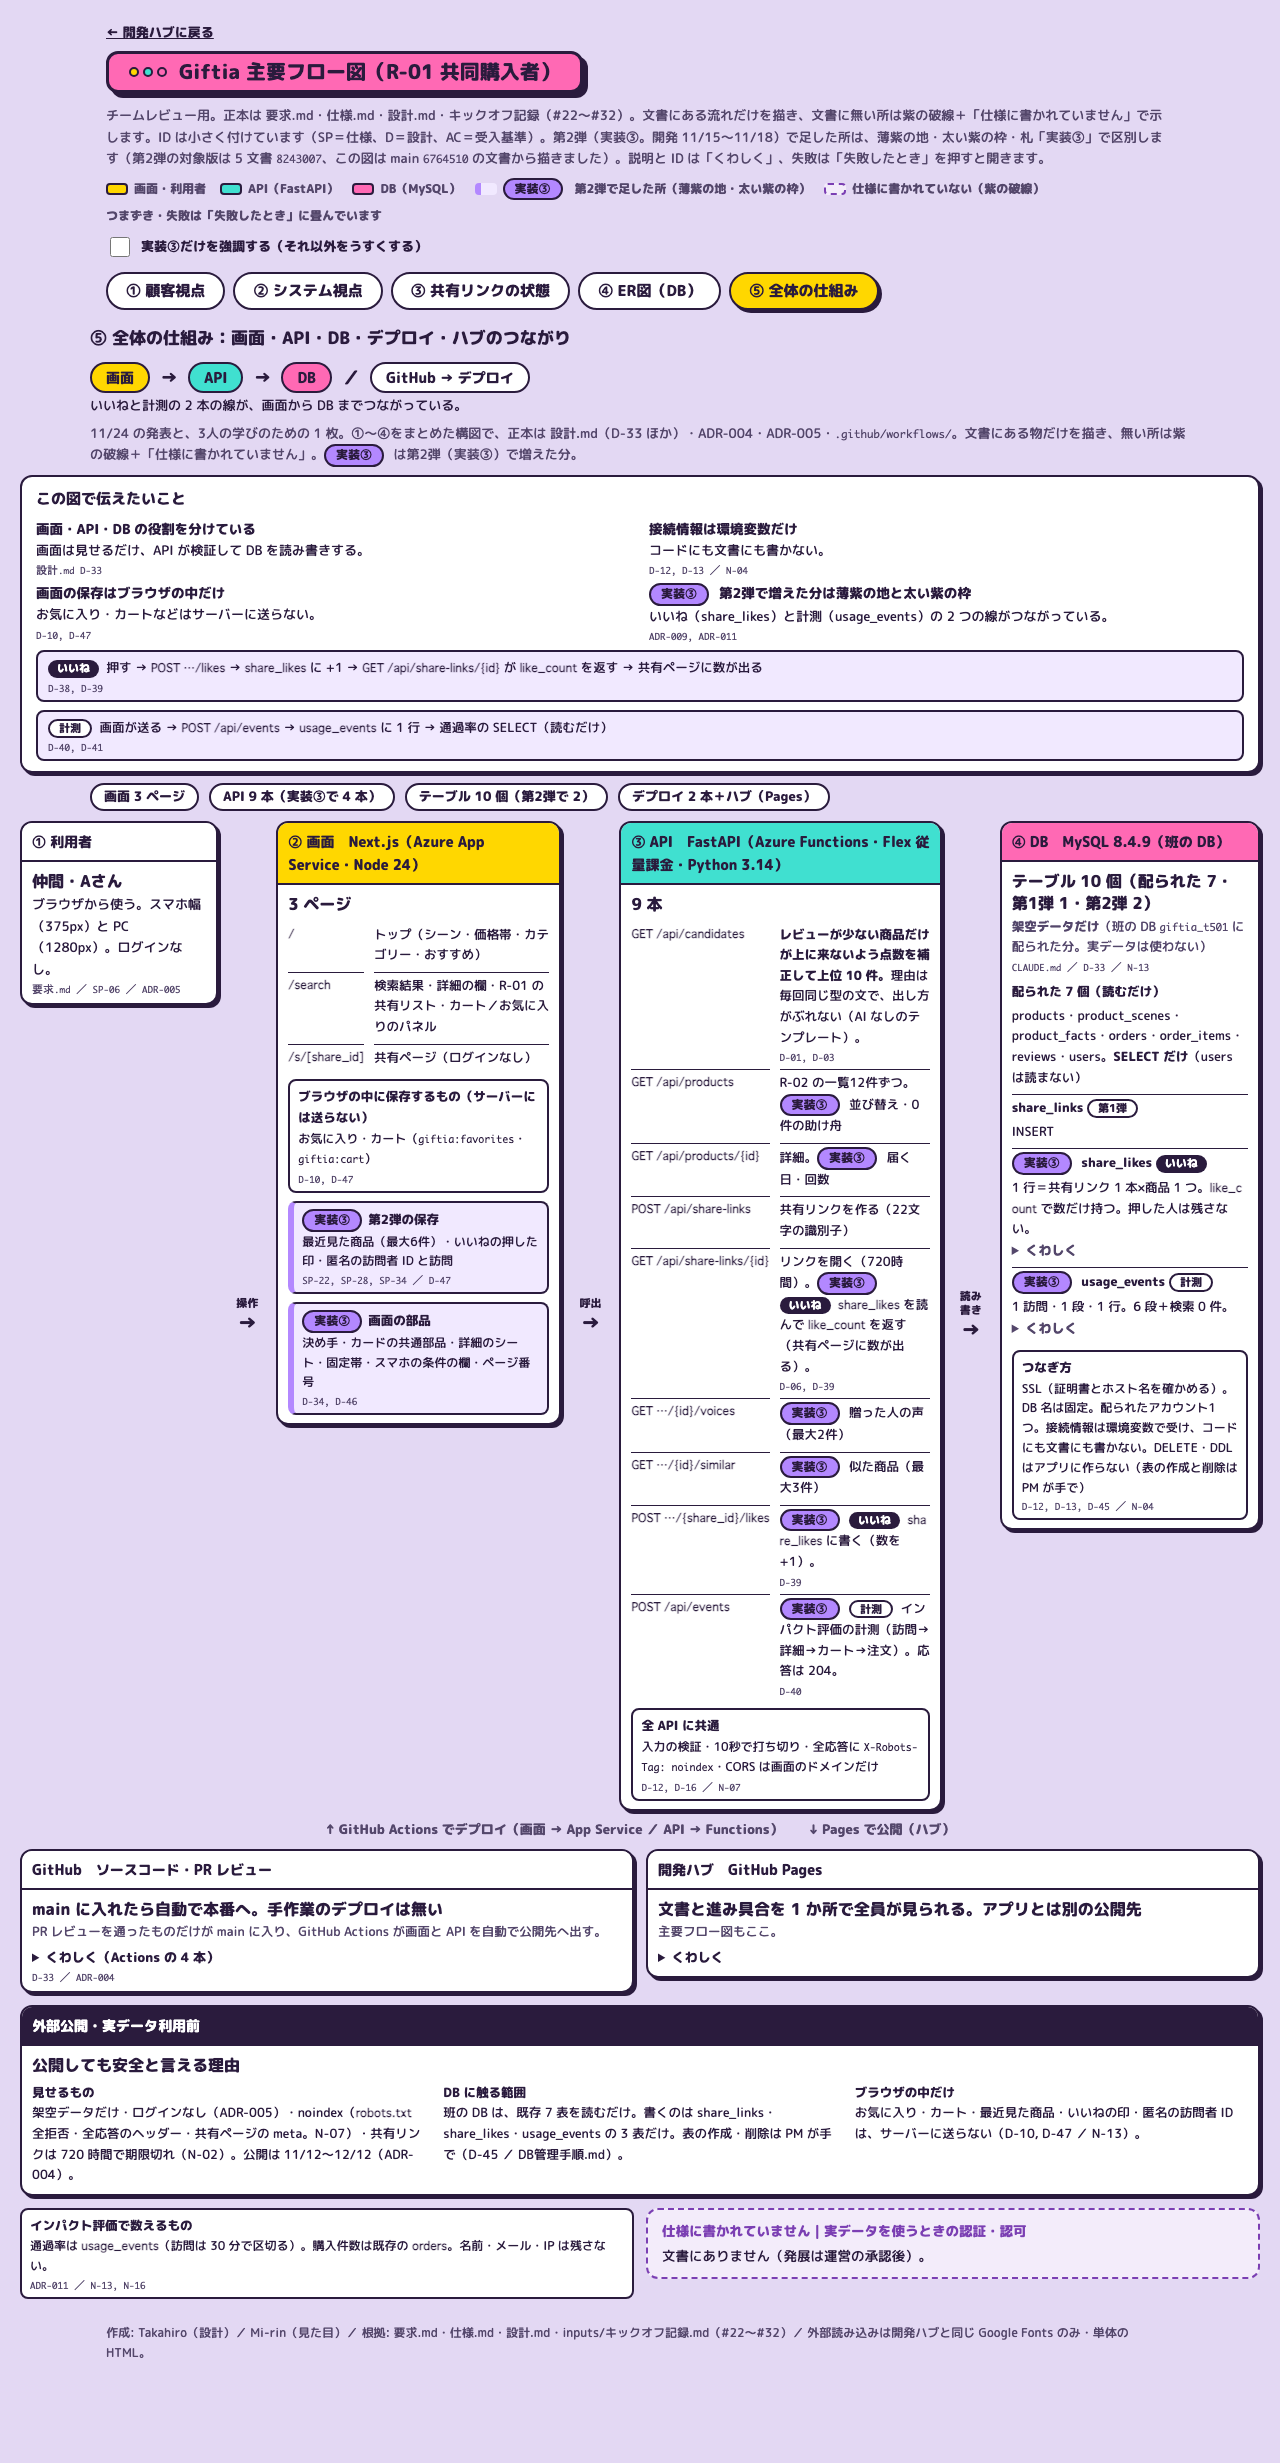 ← 開発ハブに戻る
Giftia 主要フロー図（R-01 共同購入者）
チームレビュー用。正本は 要求.md・仕様.md・設計.md・キックオフ記録（#22〜#32）。文書にある流れだけを描き、文書に無い所は紫の破線＋「仕様に書かれていません」で示
します。ID は小さく付けています（SP＝仕様、D＝設計、AC＝受入基準）。第2弾（実装③。開発 11/15〜11/18）で足した所は、薄紫の地・太い紫の枠・札「実装③」で区別しま
す（第2弾の対象版は 5 文書 8243007、この図は main 6764510 の文書から描きました）。説明と ID は「くわしく」、失敗は「失敗したとき」を押すと開きます。
画面・利用者 API（FastAPI） DB（MySQL） 実装③ 第2弾で足した所（薄紫の地・太い紫の枠） 仕様に書かれていない（紫の破線）
つまずき・失敗は「失敗したとき」に畳んでいます
実装③だけを強調する（それ以外をうすくする）
① 顧客視点 ② システム視点 ③ 共有リンクの状態 ④ ER図（DB） ⑤ 全体の仕組み
⑤ 全体の仕組み：画面・API・DB・デプロイ・ハブのつながり
画面 → API → DB ／ GitHub → デプロイ
いいねと計測の 2 本の線が、画面から DB までつながっている。
11/24 の発表と、3人の学びのための 1 枚。①〜④をまとめた構図で、正本は 設計.md（D-33 ほか）・ADR-004・ADR-005・.github/workflows/。文書にある物だけを描き、無い所は紫
の破線＋「仕様に書かれていません」。 実装③ は第2弾（実装③）で増えた分。
この図で伝えたいこと
画面・API・DB の役割を分けている
画面は見せるだけ、API が検証して DB を読み書きする。
設計.md D-33
接続情報は環境変数だけ
コードにも文書にも書かない。
D-12, D-13 ／ N-04
画面の保存はブラウザの中だけ
お気に入り・カートなどはサーバーに送らない。
D-10, D-47
実装③ 第2弾で増えた分は薄紫の地と太い紫の枠
いいね（share_likes）と計測（usage_events）の 2 つの線がつながっている。
ADR-009, ADR-011
いいね 押す → POST …/likes → share_likes に +1 → GET /api/share-links/{id} が like_count を返す → 共有ページに数が出る
D-38, D-39
計測 画面が送る → POST /api/events → usage_events に 1 行 → 通過率の SELECT（読むだけ）
D-40, D-41
画面 3 ページ API 9 本（実装③で 4 本） テーブル 10 個（第2弾で 2） デプロイ 2 本＋ハブ（Pages）
① 利用者
仲間・Aさん
ブラウザから使う。スマホ幅
（375px）と PC
（1280px）。ログインな
し。
要求.md ／ SP-06 ／ ADR-005
操作
→
② 画面 Next.js（Azure App
Service・Node 24）
3 ページ
/ トップ（シーン・価格帯・カテ
ゴリー・おすすめ）
/search 検索結果・詳細の欄・R-01 の
共有リスト・カート／お気に入
りのパネル
/s/[share_id] 共有ページ（ログインなし）
ブラウザの中に保存するもの（サーバーに
は送らない）
お気に入り・カート（giftia:favorites・
giftia:cart）
D-10, D-47
実装③ 第2弾の保存
最近見た商品（最大6件）・いいねの押した
印・匿名の訪問者 ID と訪問
SP-22, SP-28, SP-34 ／ D-47
実装③ 画面の部品
決め手・カードの共通部品・詳細のシー
ト・固定帯・スマホの条件の欄・ページ番
号
D-34, D-46
呼出
→
③ API FastAPI（Azure Functions・Flex 従
量課金・Python 3.14）
9 本
GET /api/candidates レビューが少ない商品だけ
が上に来ないよう点数を補
正して上位 10 件。理由は
毎回同じ型の文で、出し方
がぶれない（AI なしのテ
ンプレート）。
D-01, D-03
GET /api/products R-02 の一覧12件ずつ。
実装③ 並び替え・0
件の助け舟
GET /api/products/{id} 詳細。 実装③ 届く
日・回数
POST /api/share-links 共有リンクを作る（22文
字の識別子）
GET /api/share-links/{id} リンクを開く（720時
間）。 実装③
いいね share_likes を読
んで like_count を返す
（共有ページに数が出
る）。
D-06, D-39
GET …/{id}/voices 実装③ 贈った人の声
（最大2件）
GET …/{id}/similar 実装③ 似た商品（最
大3件）
POST …/{share_id}/likes 実装③ いいね sha
re_likes に書く（数を
+1）。
D-39
POST /api/events 実装③ 計測 イン
パクト評価の計測（訪問→
詳細→カート→注文）。応
答は 204。
D-40
全 API に共通
入力の検証・10秒で打ち切り・全応答に X-Robots-
Tag: noindex・CORS は画面のドメインだけ
D-12, D-16 ／ N-07
読み
書き
→
④ DB MySQL 8.4.9（班の DB）
テーブル 10 個（配られた 7・
第1弾 1・第2弾 2）
架空データだけ（班の DB giftia_t501 に
配られた分。実データは使わない）
CLAUDE.md ／ D-33 ／ N-13
配られた 7 個（読むだけ）
products・product_scenes・
product_facts・orders・order_items・
reviews・users。SELECT だけ（users
は読まない）
share_links 第1弾
INSERT
実装③ share_likes いいね
1 行＝共有リンク 1 本×商品 1 つ。like_c
ount で数だけ持つ。押した人は残さな
い。
▶ くわしく
実装③ usage_events 計測
1 訪問・1 段・1 行。6 段＋検索 0 件。
▶ くわしく
つなぎ方
SSL（証明書とホスト名を確かめる）。
DB 名は固定。配られたアカウント1
つ。接続情報は環境変数で受け、コード
にも文書にも書かない。DELETE・DDL
はアプリに作らない（表の作成と削除は
PM が手で）
D-12, D-13, D-45 ／ N-04
↑ GitHub Actions でデプロイ（画面 → App Service ／ API → Functions） ↓ Pages で公開（ハブ）
GitHub ソースコード・PR レビュー
main に入れたら自動で本番へ。手作業のデプロイは無い
PR レビューを通ったものだけが main に入り、GitHub Actions が画面と API を自動で公開先へ出す。
▶ くわしく（Actions の 4 本）
D-33 ／ ADR-004
開発ハブ GitHub Pages
文書と進み具合を 1 か所で全員が見られる。アプリとは別の公開先
主要フロー図もここ。
▶ くわしく
外部公開・実データ利用前
公開しても安全と言える理由
見せるもの
架空データだけ・ログインなし（ADR-005）・noindex（robots.txt
全拒否・全応答のヘッダー・共有ページの meta。N-07）・共有リン
クは 720 時間で期限切れ（N-02）。公開は 11/12〜12/12（ADR-
004）。
DB に触る範囲
班の DB は、既存 7 表を読むだけ。書くのは share_links・
share_likes・usage_events の 3 表だけ。表の作成・削除は PM が手
で（D-45 ／ DB管理手順.md）。
ブラウザの中だけ
お気に入り・カート・最近見た商品・いいねの印・匿名の訪問者 ID
は、サーバーに送らない（D-10, D-47 ／ N-13）。
インパクト評価で数えるもの
通過率は usage_events（訪問は 30 分で区切る）。購入件数は既存の orders。名前・メール・IP は残さな
い。
ADR-011 ／ N-13, N-16
仕様に書かれていません｜実データを使うときの認証・認可
文書にありません（発展は運営の承認後）。
作成: Takahiro（設計）／ Mi-rin（見た目）／ 根拠: 要求.md・仕様.md・設計.md・inputs/キックオフ記録.md（#22〜#32）／ 外部読み込みは開発ハブと同じ Google Fonts のみ・単体の
HTML。